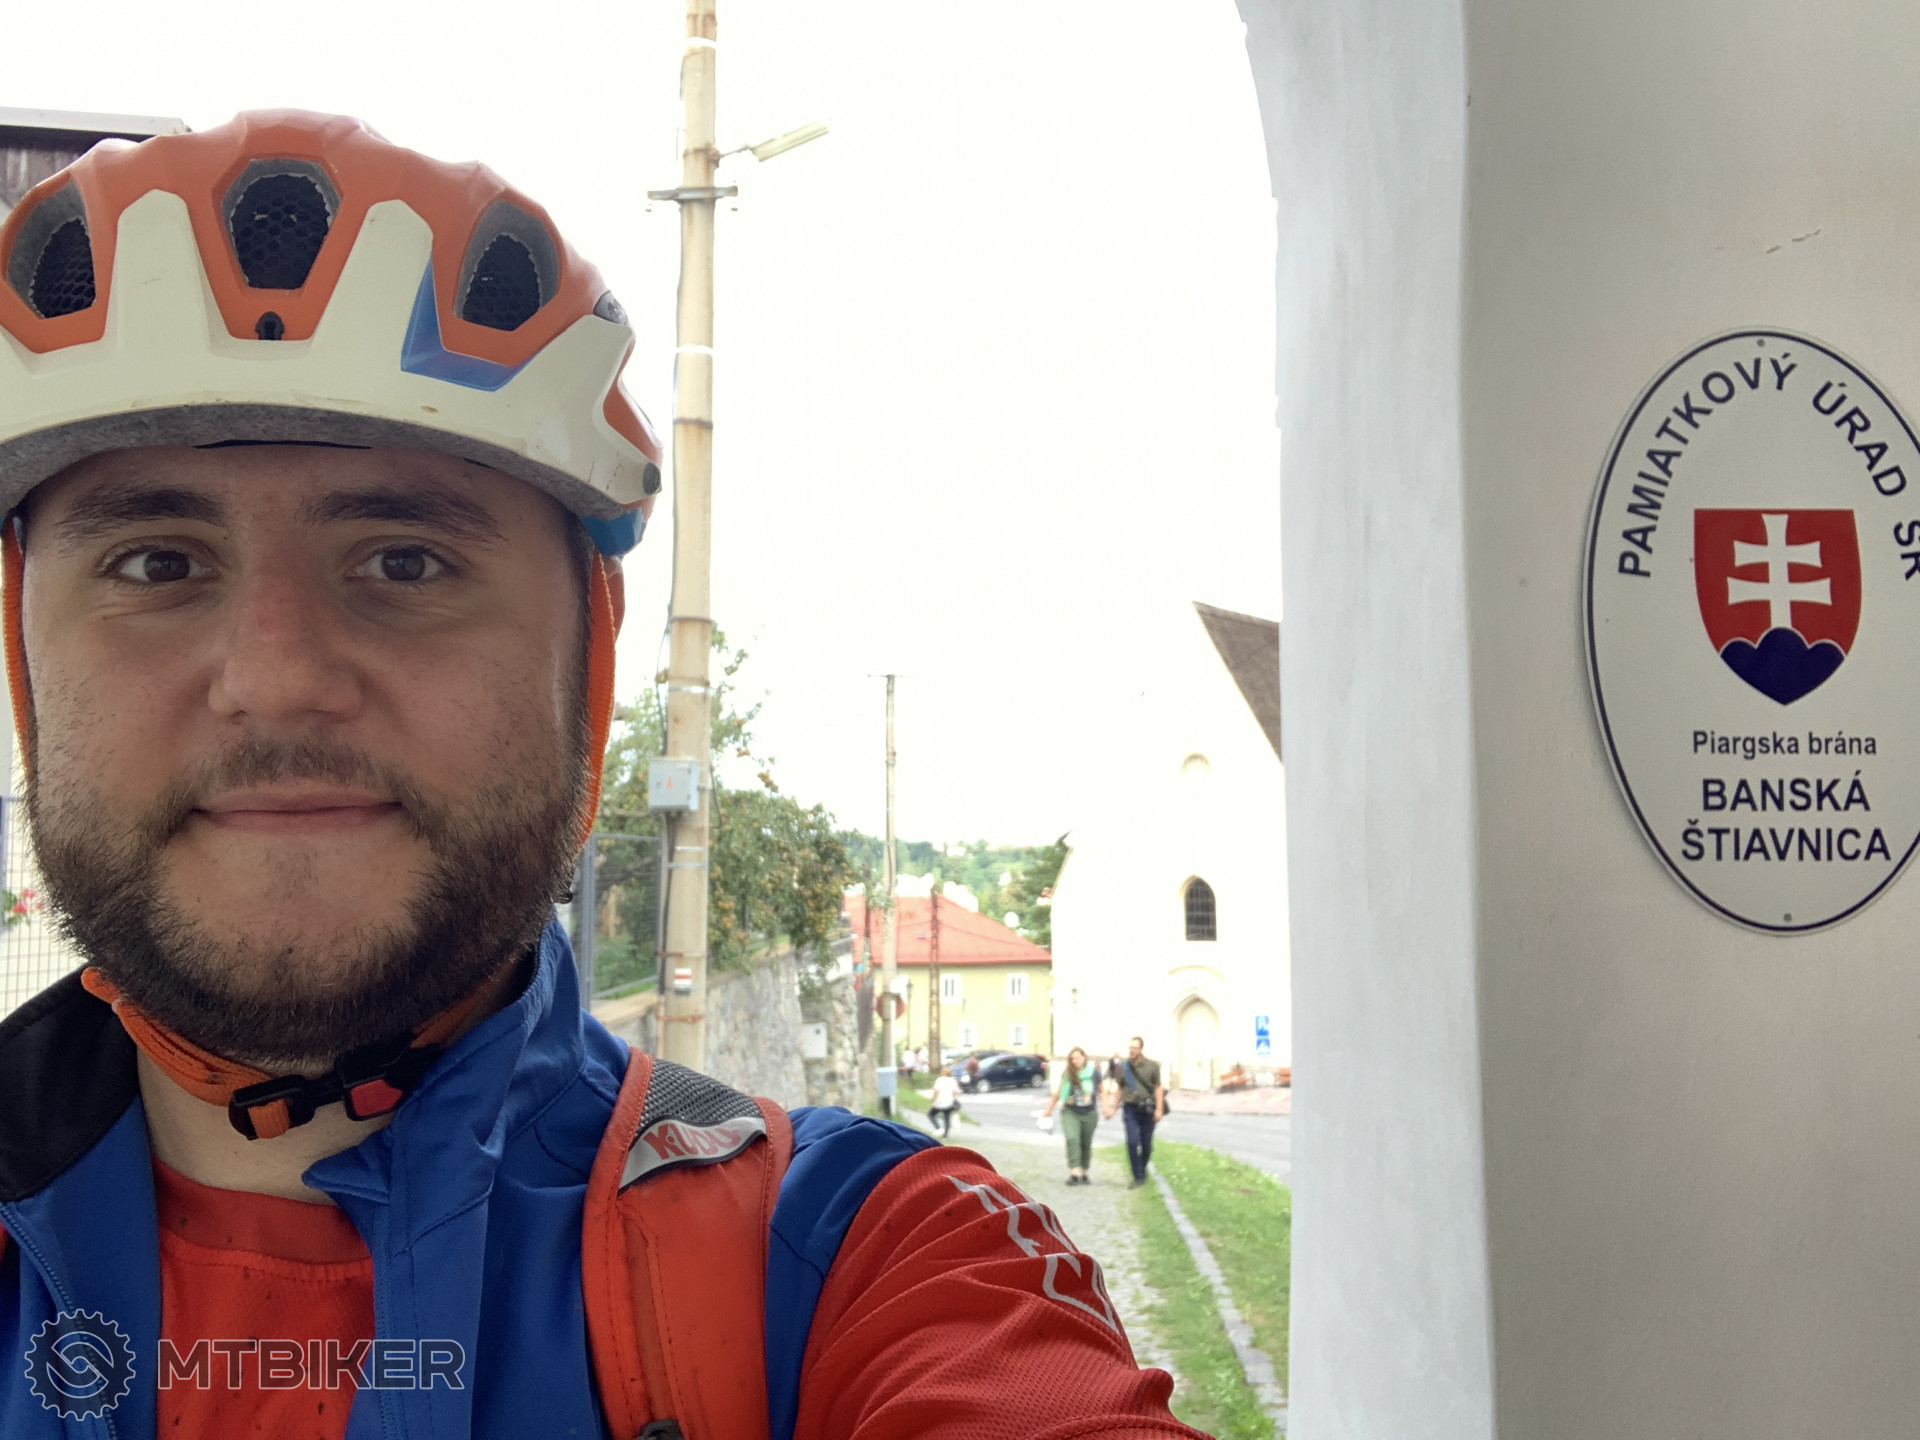 PAMIATKOVÝ ÚRAD SR
Piargska brána
BANSKÁ
ŠTIAVNICA
MTBIKER